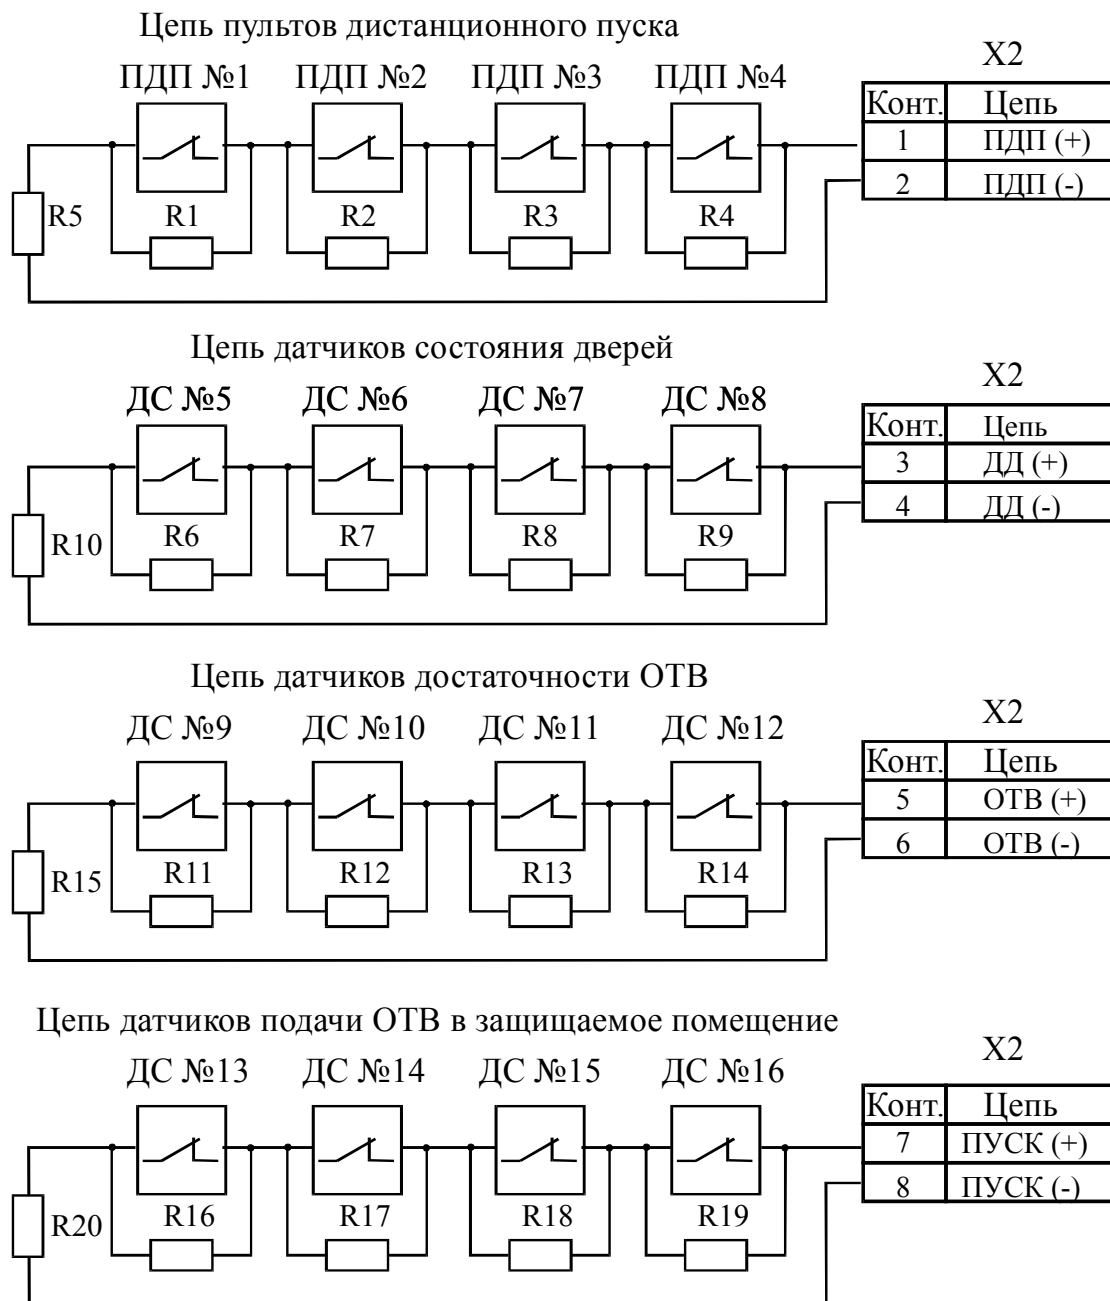 Цепь пультов дистанционного пуска
ПДП №1 ПДП №2 ПДП №3 ПДП №4
X2
Конт. Цепь
1 ПДП (+)
2 ПДП (-)
R5 R1 R2 R3 R4
Цепь датчиков состояния дверей
ДС №5 ДС №6 ДС №7 ДС №8
X2
Конт. Цепь
3 ДД (+)
4 ДД (-)
R10 R6 R7 R8 R9
Цепь датчиков достаточности ОТВ
ДС №9 ДС №10 ДС №11 ДС №12
X2
Конт. Цепь
5 ОТВ (+)
6 ОТВ (-)
R15 R11 R12 R13 R14
Цепь датчиков подачи ОТВ в защищаемое помещение
ДС №13 ДС №14 ДС №15 ДС №16
X2
Конт. Цепь
7 ПУСК (+)
8 ПУСК (-)
R20 R16 R17 R18 R19